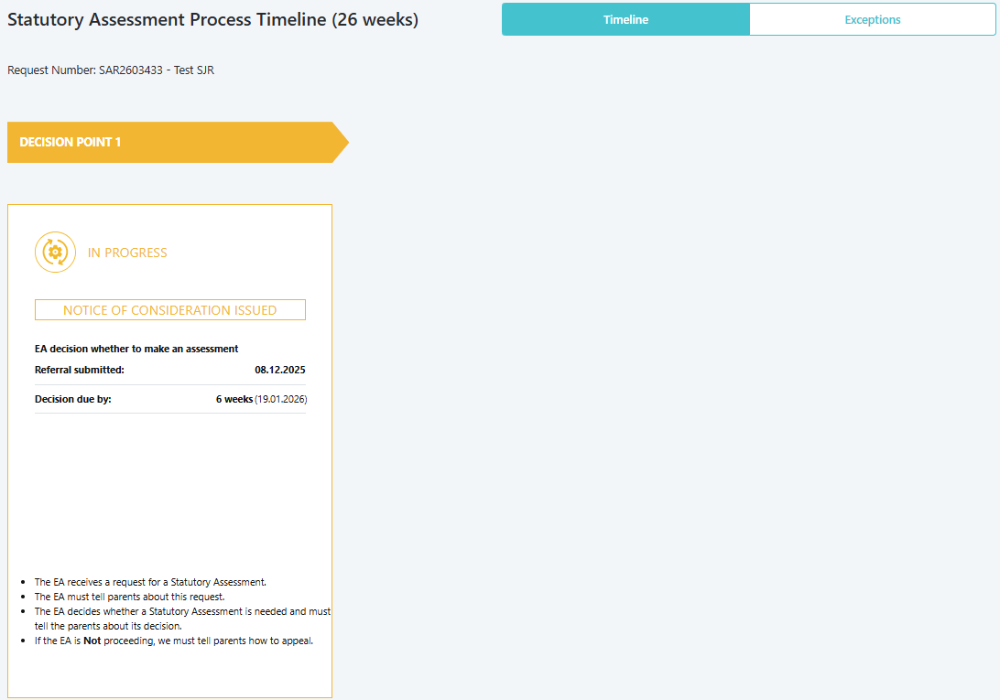 Statutory Assessment Process Timeline (26 weeks)
Timeline
Exceptions
Request Number: SAR2603433 - Test SJR
DECISION POINT 1
IN PROGRESS
NOTICE OF CONSIDERATION ISSUED
EA decision whether to make an assessment
Referral submitted: 08.12.2025
Decision due by: 6 weeks (19.01.2026)
• The EA receives a request for a Statutory Assessment.
• The EA must tell parents about this request.
• The EA decides whether a Statutory Assessment is needed and must
tell the parents about its decision.
• If the EA is Not proceeding, we must tell parents how to appeal.